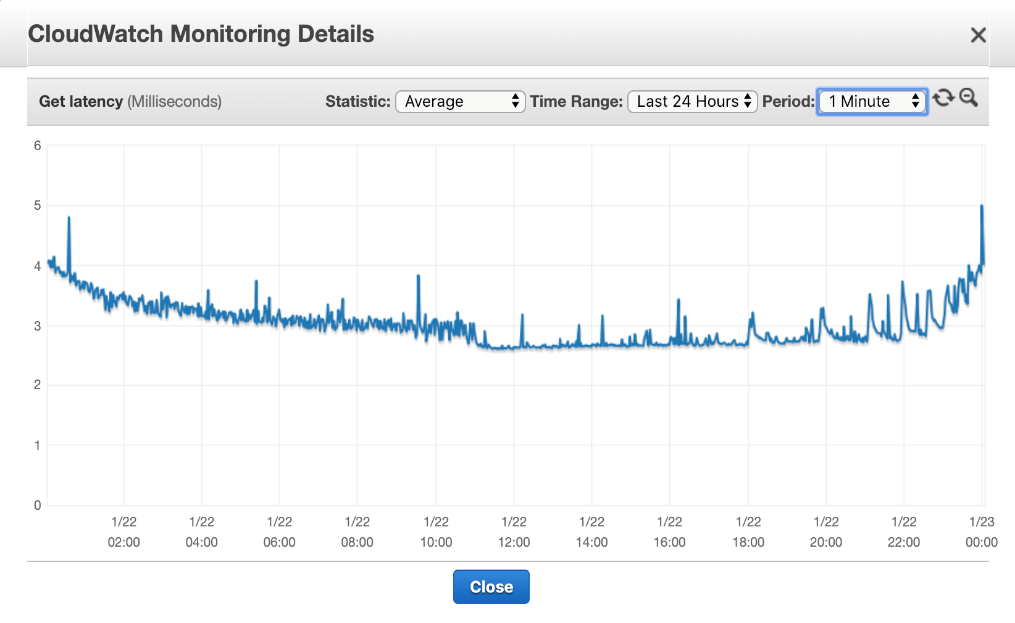 CloudWatch Monitoring Details
Get latency (Milliseconds) Statistic: Average Time Range: Last 24 Hours Period: 1 Minute
6
5
4
3
2
1
0
1/22 1/22 1/22 1/22 1/22 1/22 1/22 1/22 1/22 1/22 1/22 1/23
02:00 04:00 06:00 08:00 10:00 12:00 14:00 16:00 18:00 20:00 22:00 00:00
Close